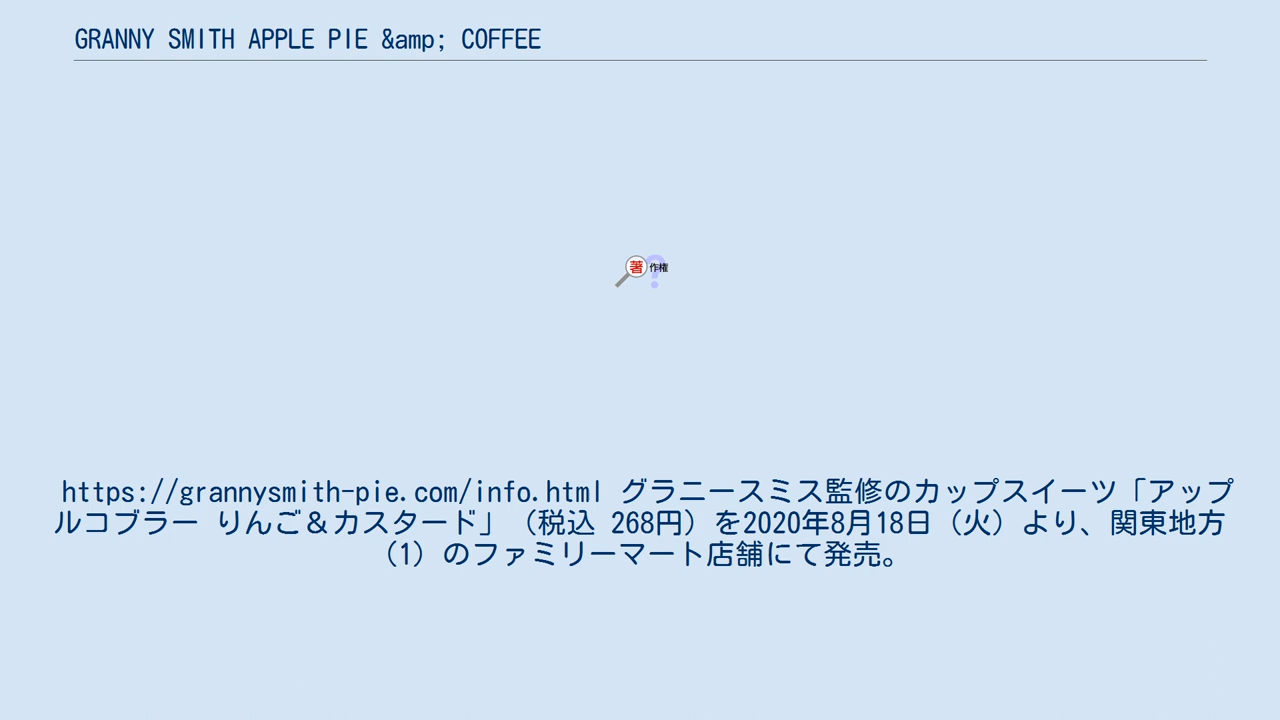 GRANNY SMITH APPLE PIE &amp; COFFEE
著作権
https://grannysmith-pie.com/info.html グラニースミス監修のカップスイーツ「アップ
ルコブラー りんご＆カスタード」（税込 268円）を2020年8月18日（火）より、関東地方
（1）のファミリーマート店舗にて発売。